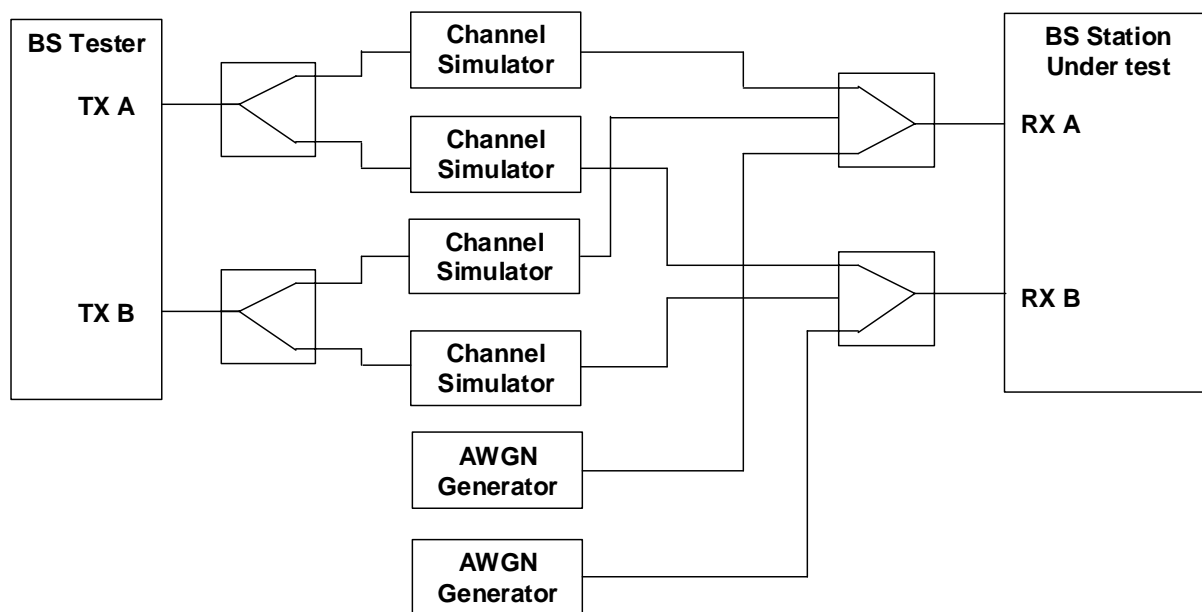 BS Tester
TX A
TX B
Channel
Simulator
Channel
Simulator
Channel
Simulator
Channel
Simulator
AWGN
Generator
AWGN
Generator
BS Station
Under test
RX A
RX B